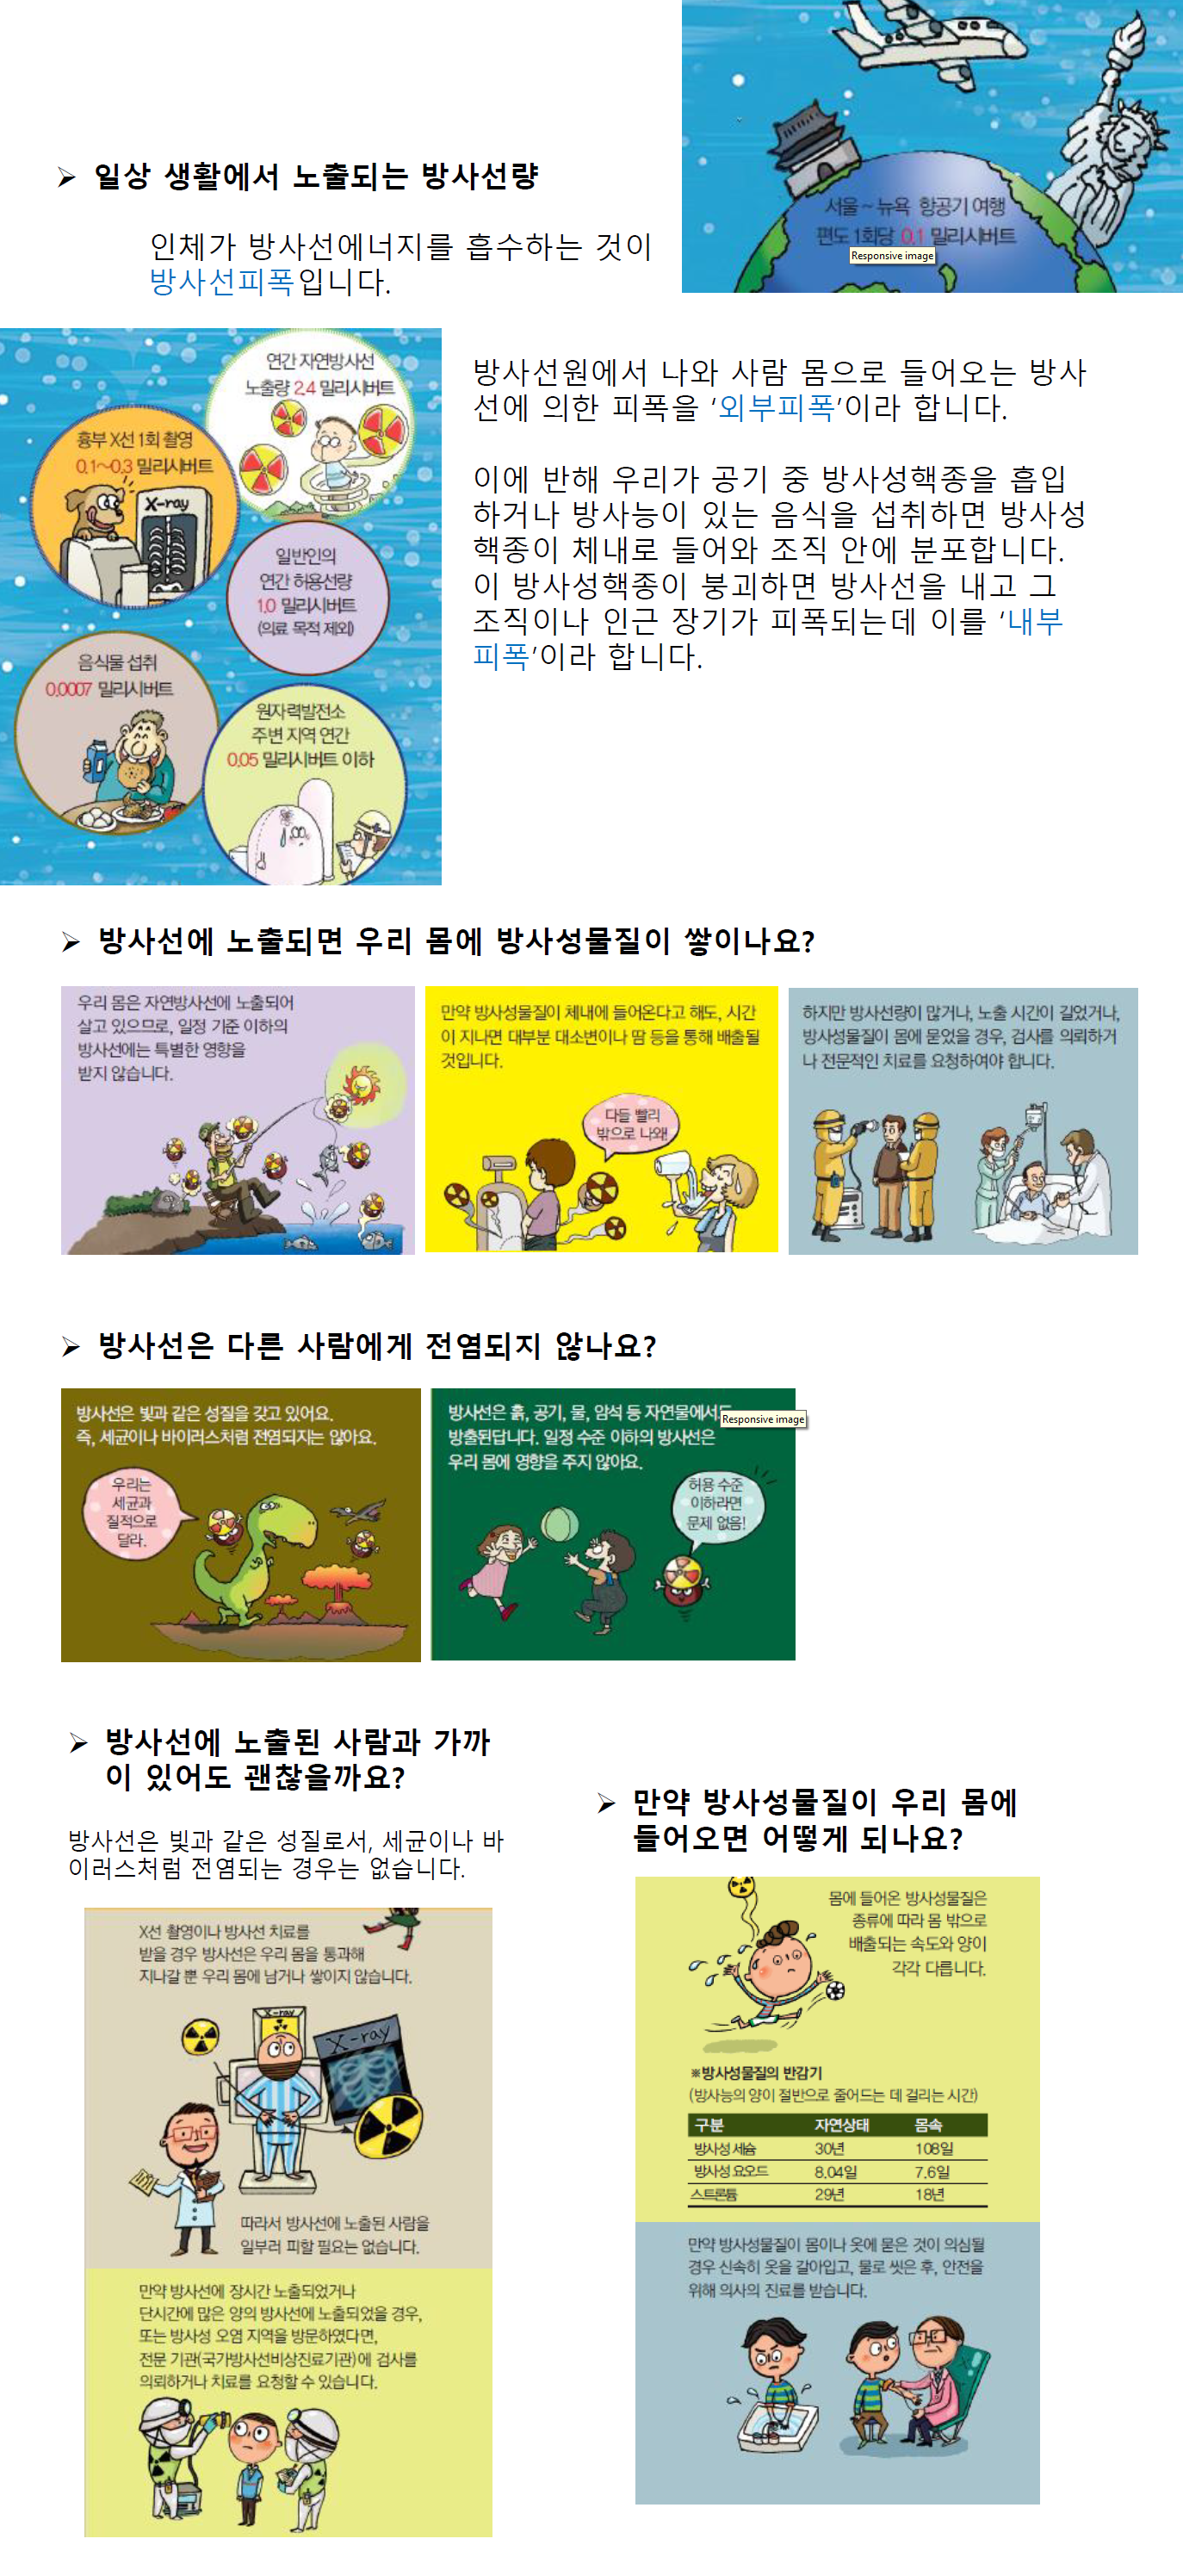 ➢ 일상 생활에서 노출되는 방사선량
인체가 방사선에너지를 흡수하는 것이
방사선피폭입니다.
서울 ~ 뉴욕 항공기 여행
편도 1회당 0.1 밀리시버트
Responsive image
연간 자연방사선
노출량 2.4 밀리시버트
흉부 X선 1회 촬영
0.1~0.3 밀리시버트
X-ray
일반인의
연간 허용선량
1.0 밀리시버트
(의료 목적 제외)
음식물 섭취
0.0007 밀리시버트
원자력발전소
주변 지역 연간
0.05 밀리시버트 이하
방사선원에서 나와 사람 몸으로 들어오는 방사
선에 의한 피폭을 ‘외부피폭’이라 합니다.
이에 반해 우리가 공기 중 방사성핵종을 흡입
하거나 방사능이 있는 음식을 섭취하면 방사성
핵종이 체내로 들어와 조직 안에 분포합니다.
이 방사성핵종이 붕괴하면 방사선을 내고 그
조직이나 인근 장기가 피폭되는데 이를 ‘내부
피폭’이라 합니다.
➢ 방사선에 노출되면 우리 몸에 방사성물질이 쌓이나요?
우리 몸은 자연방사선에 노출되어
살고 있으므로, 일정 기준 이하의
방사선에는 특별한 영향을
받지 않습니다.
만약 방사성물질이 체내에 들어온다고 해도, 시간
이 지나면 대부분 대소변이나 땀 등을 통해 배출될
것입니다.
다들 빨리
밖으로 나와!
하지만 방사선량이 많거나, 노출 시간이 길었거나,
방사성물질이 몸에 묻었을 경우, 검사를 의뢰하거
나 전문적인 치료를 요청하여야 합니다.
➢ 방사선은 다른 사람에게 전염되지 않나요?
방사선은 빛과 같은 성질을 갖고 있어요.
즉, 세균이나 바이러스처럼 전염되지는 않아요.
우리는
세균과
질적으로
달라.
방사선은 흙, 공기, 물, 암석 등 자연물에서
Responsive image
방출된답니다. 일정 수준 이하의 방사선은
우리 몸에 영향을 주지 않아요.
허용 수준
이하라면
문제 없음!
➢ 방사선에 노출된 사람과 가까
이 있어도 괜찮을까요?
방사선은 빛과 같은 성질로서, 세균이나 바
이러스처럼 전염되는 경우는 없습니다.
X선 촬영이나 방사선 치료를
받을 경우 방사선은 우리 몸을 통과해
지나갈 뿐 우리 몸에 남거나 쌓이지 않습니다.
X-ray
X-ray
따라서 방사선에 노출된 사람을
일부러 피할 필요는 없습니다.
만약 방사선에 장시간 노출되었거나
단시간에 많은 양의 방사선에 노출되었을 경우,
또는 방사성 오염 지역을 방문하였다면,
전문 기관(국가방사선비상진료기관)에 검사를
의뢰하거나 치료를 요청할 수 있습니다.
➢ 만약 방사성물질이 우리 몸에
들어오면 어떻게 되나요?
몸에 들어온 방사성물질은
종류에 따라 몸 밖으로
배출되는 속도와 양이
각각 다릅니다.
※방사성물질의 반감기
(방사능의 양이 절반으로 줄어드는 데 걸리는 시간)
구분 자연상태 몸속
방사성 세슘 30년 108일
방사성 요오드 8.04일 7.6일
스트론튬 29년 18년
만약 방사성물질이 몸이나 옷에 묻은 것이 의심될
경우 신속히 옷을 갈아입고, 물로 씻은 후, 안전을
위해 의사의 진료를 받습니다.